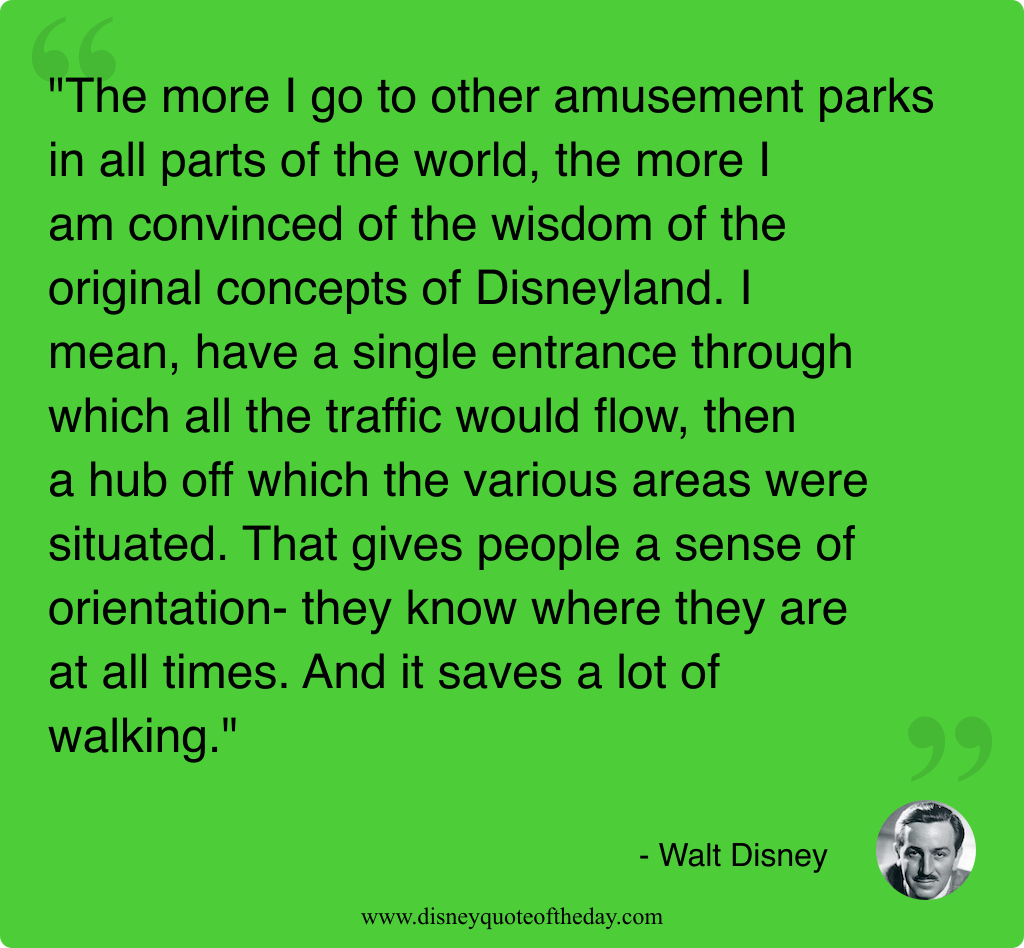 "The more I go to other amusement parks
in all parts of the world, the more I
am convinced of the wisdom of the
original concepts of Disneyland. I
mean, have a single entrance through
which all the traffic would flow, then
a hub off which the various areas were
situated. That gives people a sense of
orientation- they know where they are
at all times. And it saves a lot of
walking."
- Walt Disney
www.disneyquoteoftheday.com